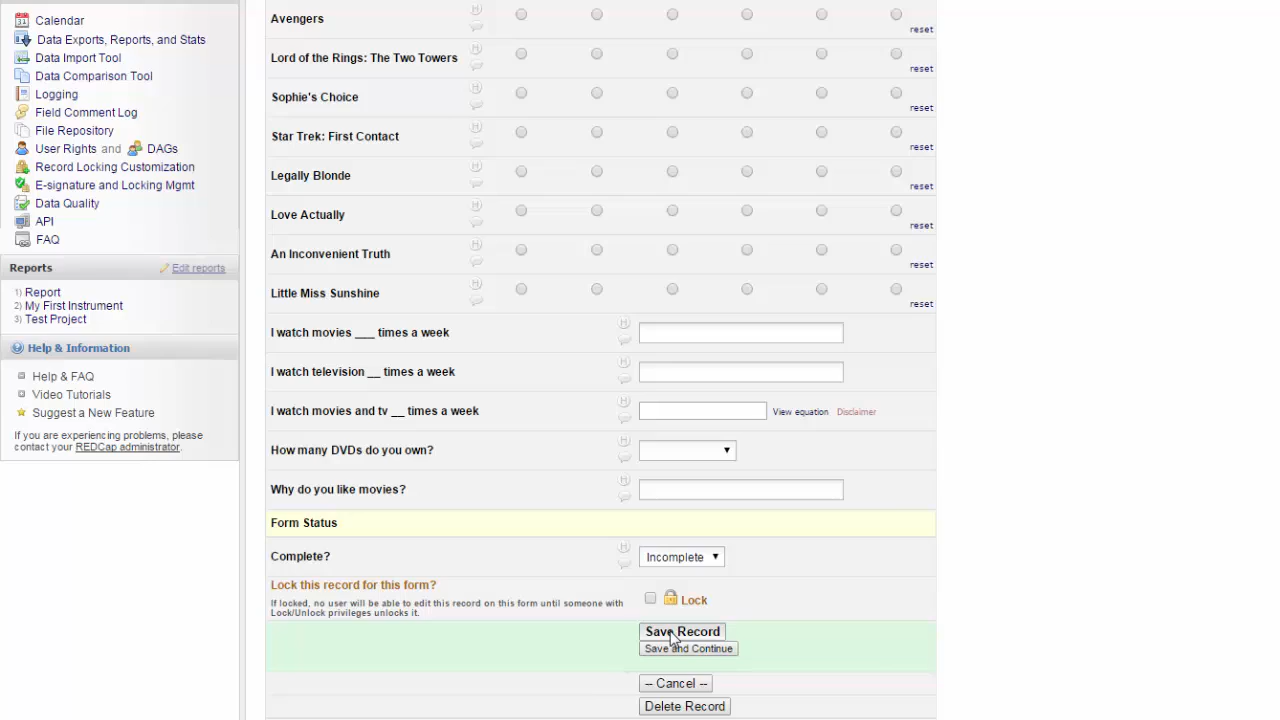 Calendar
Data Exports, Reports, and Stats
Data Import Tool
Data Comparison Tool
Logging
Field Comment Log
File Repository
User Rights and DAGs
Record Locking Customization
E-signature and Locking Mgmt
Data Quality
API
FAQ
Reports Edit reports
1) Report
2) My First Instrument
3) Test Project
Help & Information
Help & FAQ
Video Tutorials
Suggest a New Feature
If you are experiencing problems, please
contact your REDCap administrator.
Avengers
reset
Lord of the Rings: The Two Towers
reset
Sophie's Choice
reset
Star Trek: First Contact
reset
Legally Blonde
reset
Love Actually
reset
An Inconvenient Truth
reset
Little Miss Sunshine
reset
I watch movies ___ times a week
I watch television __ times a week
I watch movies and tv __ times a week View equation Disclaimer
How many DVDs do you own?
Why do you like movies?
Form Status
Complete? Incomplete
Lock this record for this form?
If locked, no user will be able to edit this record on this form until someone with
Lock/Unlock privileges unlocks it.
Lock
Save Record
Save and Continue
-- Cancel --
Delete Record